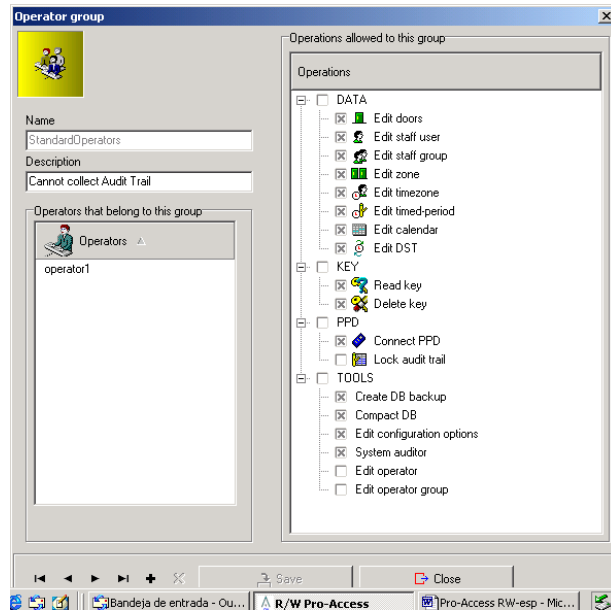 Operator group
Operations allowed to this group
Operations
Name
StandardOperators
Description
Cannot collect Audit Trail
Operators that belong to this group
Operators
operator1
DATA
Edit doors
Edit staff user
Edit staff group
Edit zone
Edit timezone
Edit timed-period
Edit calendar
Edit DST
KEY
Read key
Delete key
PPD
Connect PPD
Lock audit trail
TOOLS
Create DB backup
Compact DB
Edit configuration options
System auditor
Edit operator
Edit operator group
Save
Close
Bandeja de entrada - Ou...
R/W Pro-Access
Pro-Access RW-esp - Mic...